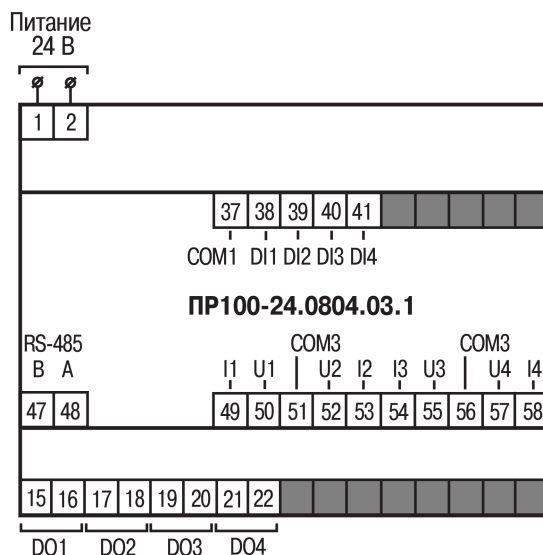 Питание
24 В
1 2
37 38 39 40 41
COM1 DI1 DI2 DI3 DI4
ПР100-24.0804.03.1
RS-485 COM3 COM3
B A I1 U1 U2 I2 I3 U3 U4 I4
47 48 49 50 51 52 53 54 55 56 57 58
15 16 17 18 19 20 21 22
DO1 DO2 DO3 DO4